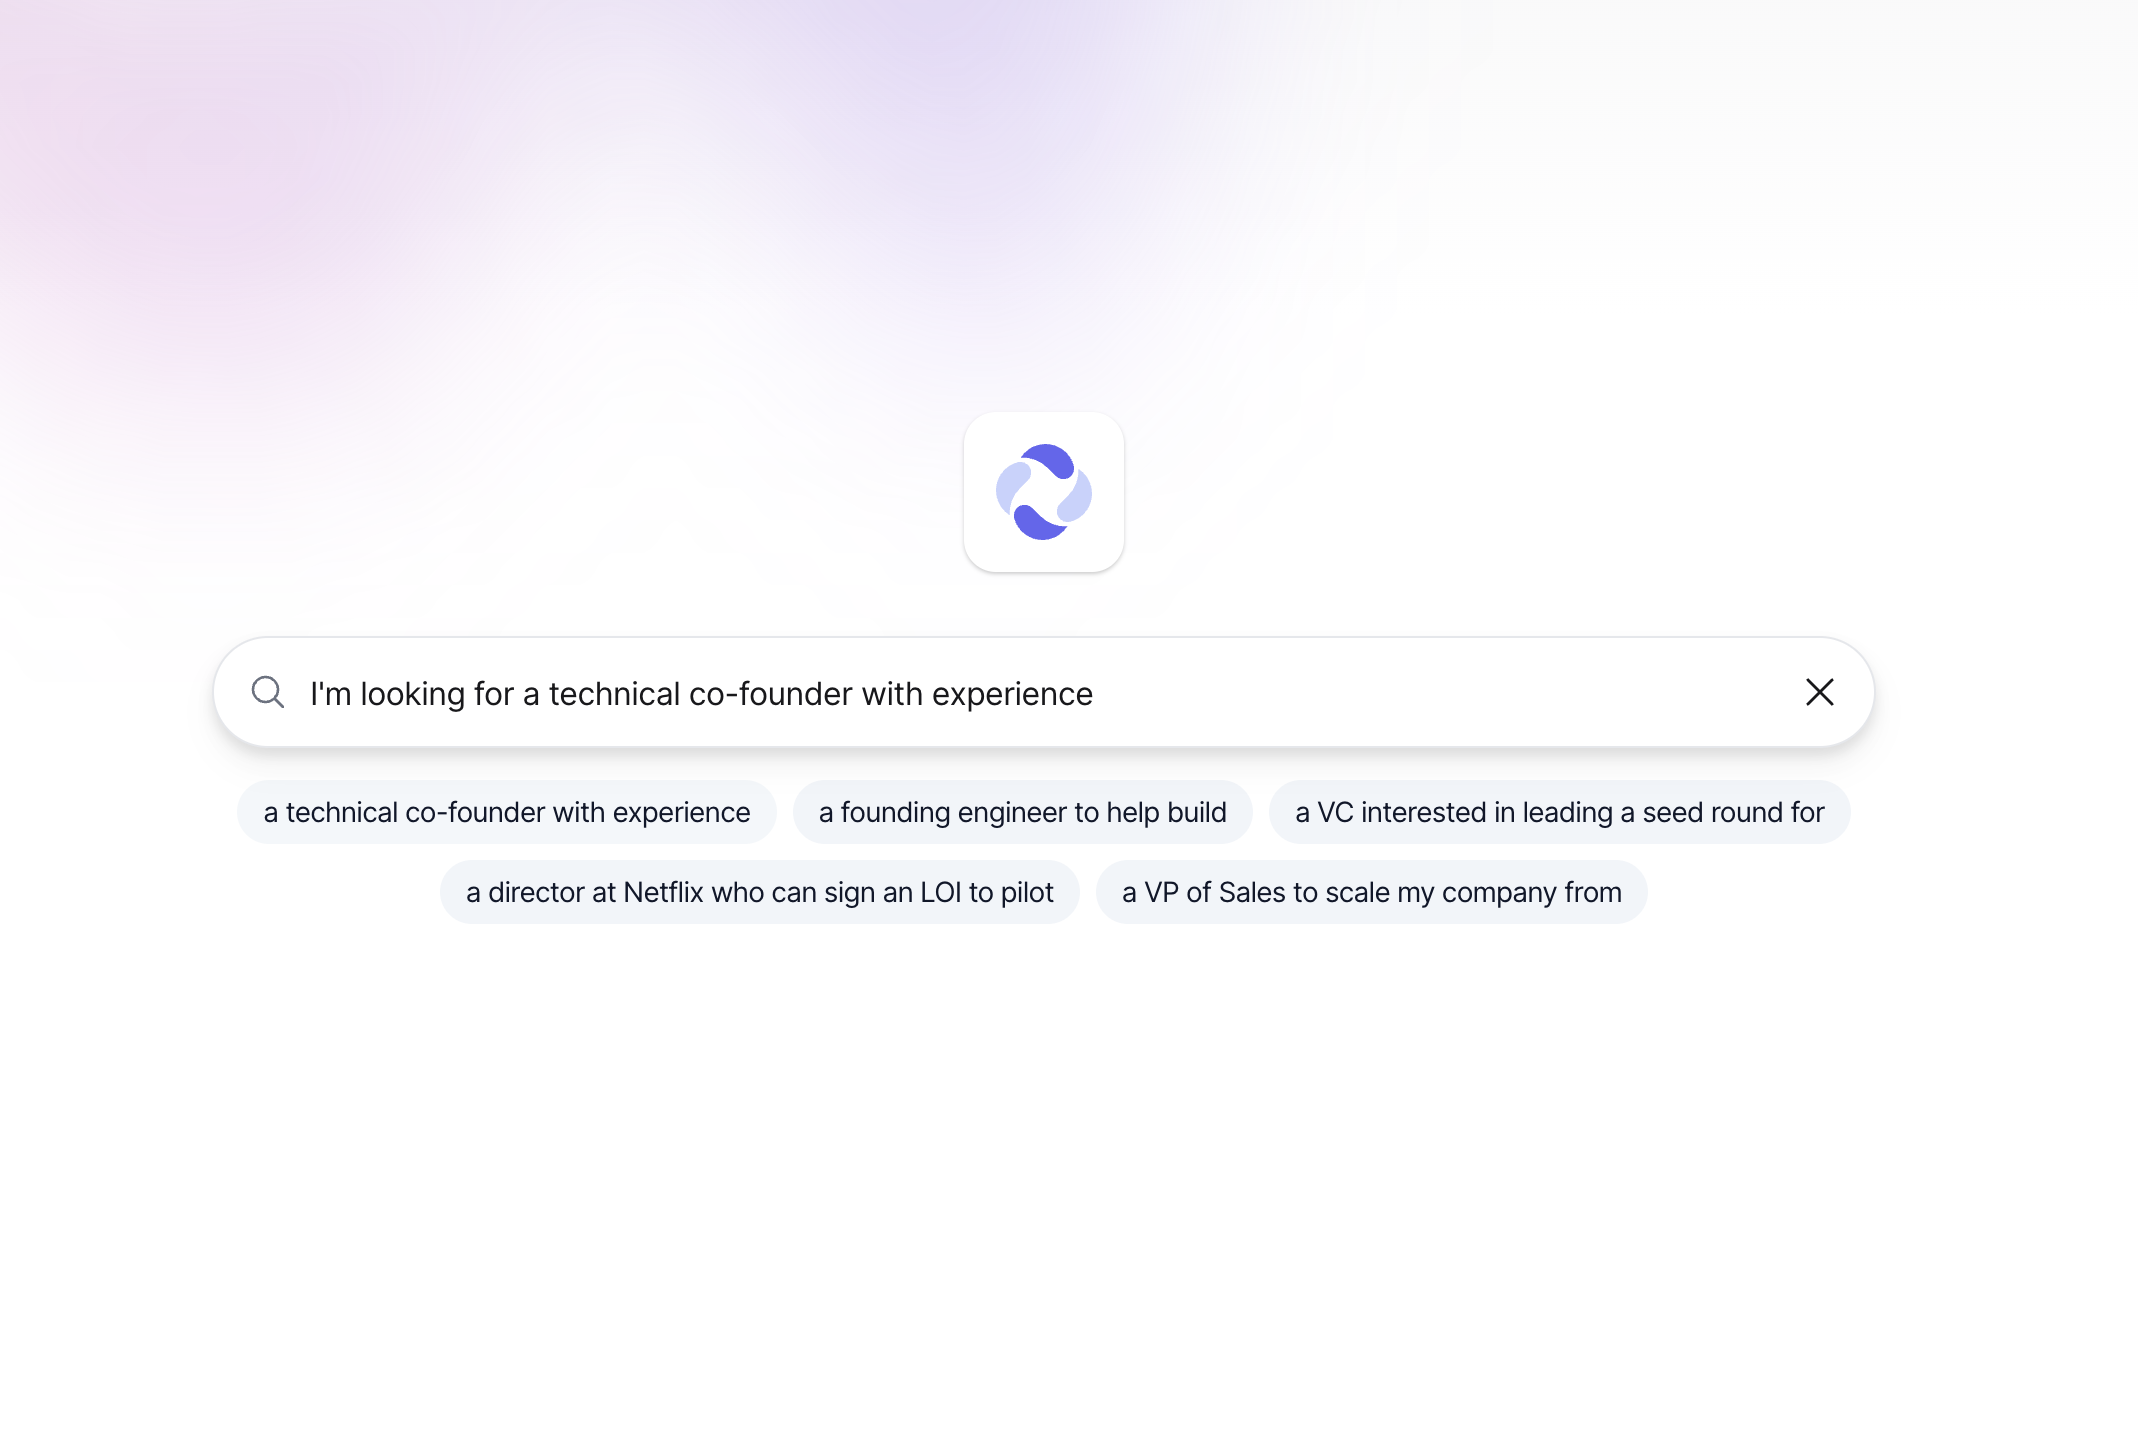 I'm looking for a technical co-founder with experience
a technical co-founder with experience
a founding engineer to help build
a VC interested in leading a seed round for
a director at Netflix who can sign an LOI to pilot
a VP of Sales to scale my company from